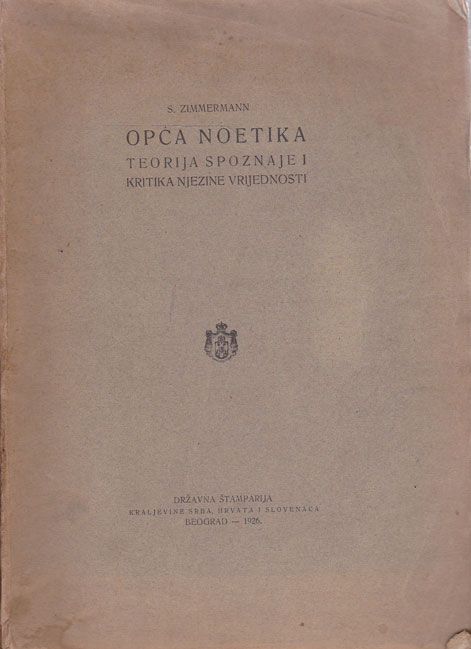 S. ZIMMERMANN
OPĆA NOETIKA
TEORIJA SPOZNAJE I
KRITIKA NJEZINE VRIJEDNOSTI
DRŽAVNA ŠTAMPARIJA
KRALJEVINE SRBA, HRVATA I SLOVENACA
BEOGRAD — 1926.